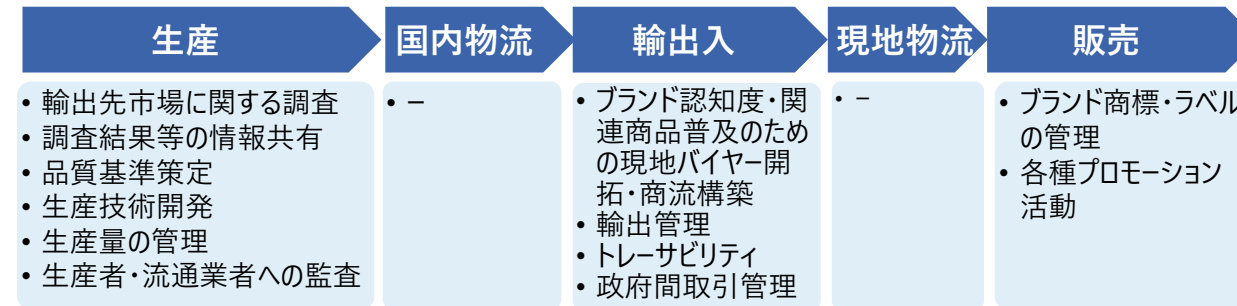 生産
国内物流
輸出入
現地物流
販売
• 輸出先市場に関する調査
• 調査結果等の情報共有
• 品質基準策定
• 生産技術開発
• 生産量の管理
• 生産者・流通業者への監査
• −
• ブランド認知度・関
連商品普及のため
の現地バイヤー開
拓・商流構築
• 輸出管理
• トレーサビリティ
• 政府間取引管理
• −
• ブランド商標・ラベル
の管理
• 各種プロモーション
活動